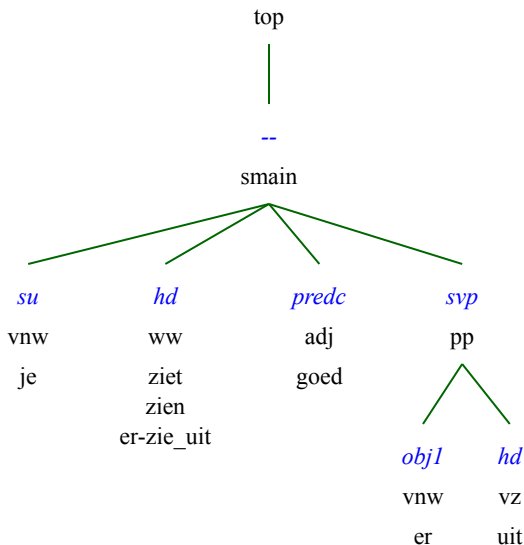 top
--
smain
su hd predc svp
vnw ww adj pp
je ziet goed
zien
er-zie_uit
obj1 hd
vnw vz
er uit